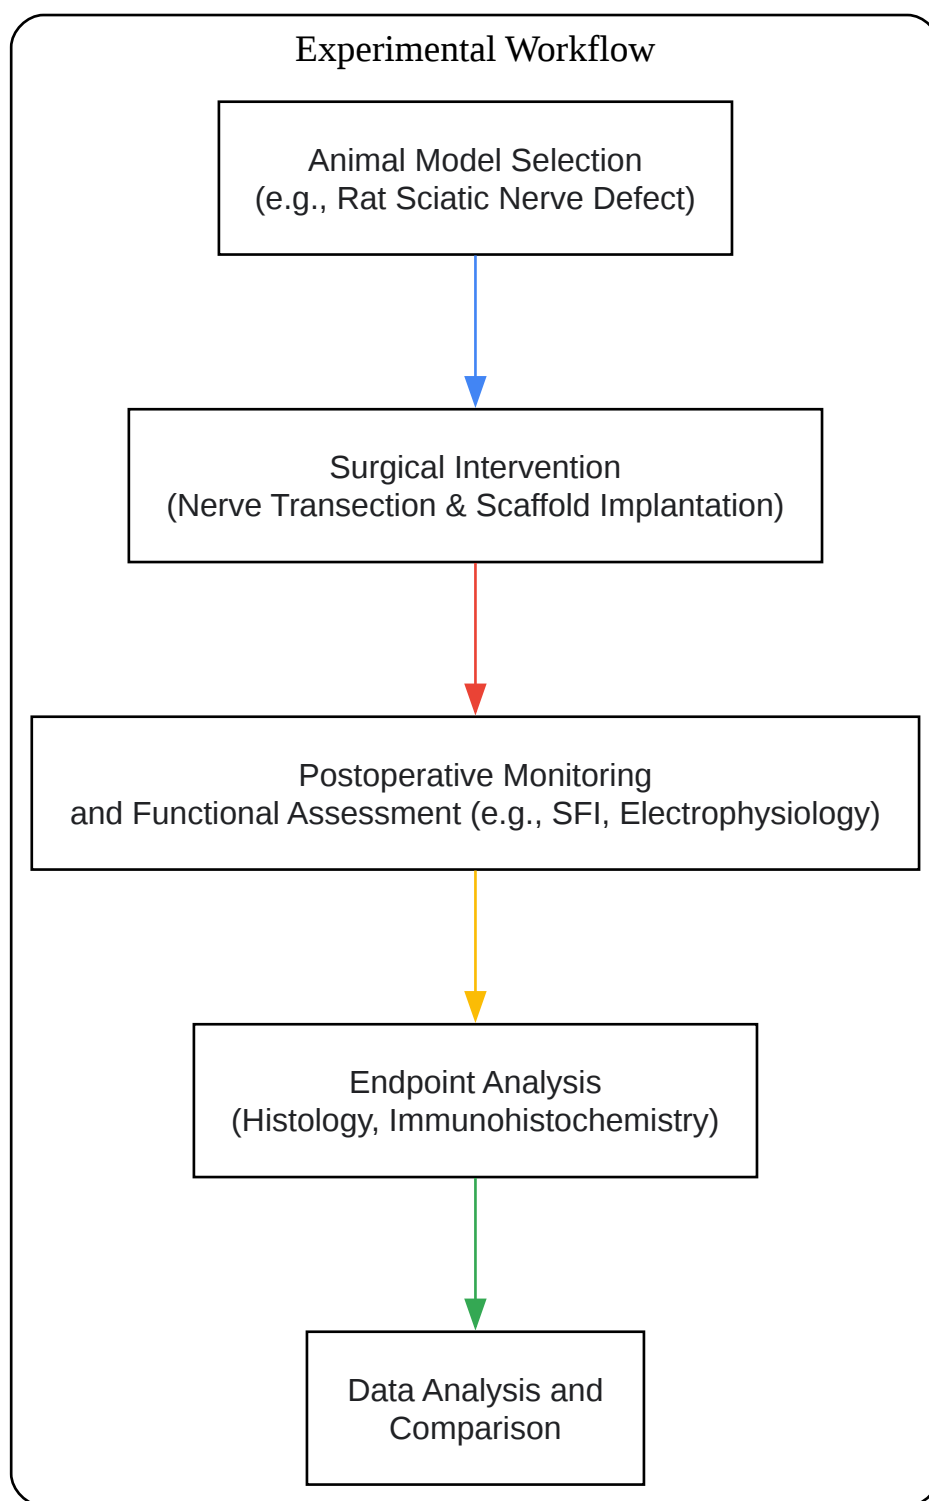 Experimental Workflow
Animal Model Selection
(e.g., Rat Sciatic Nerve Defect)
Surgical Intervention
(Nerve Transection & Scaffold Implantation)
Postoperative Monitoring
and Functional Assessment (e.g., SFI, Electrophysiology)
Endpoint Analysis
(Histology, Immunohistochemistry)
Data Analysis and
Comparison